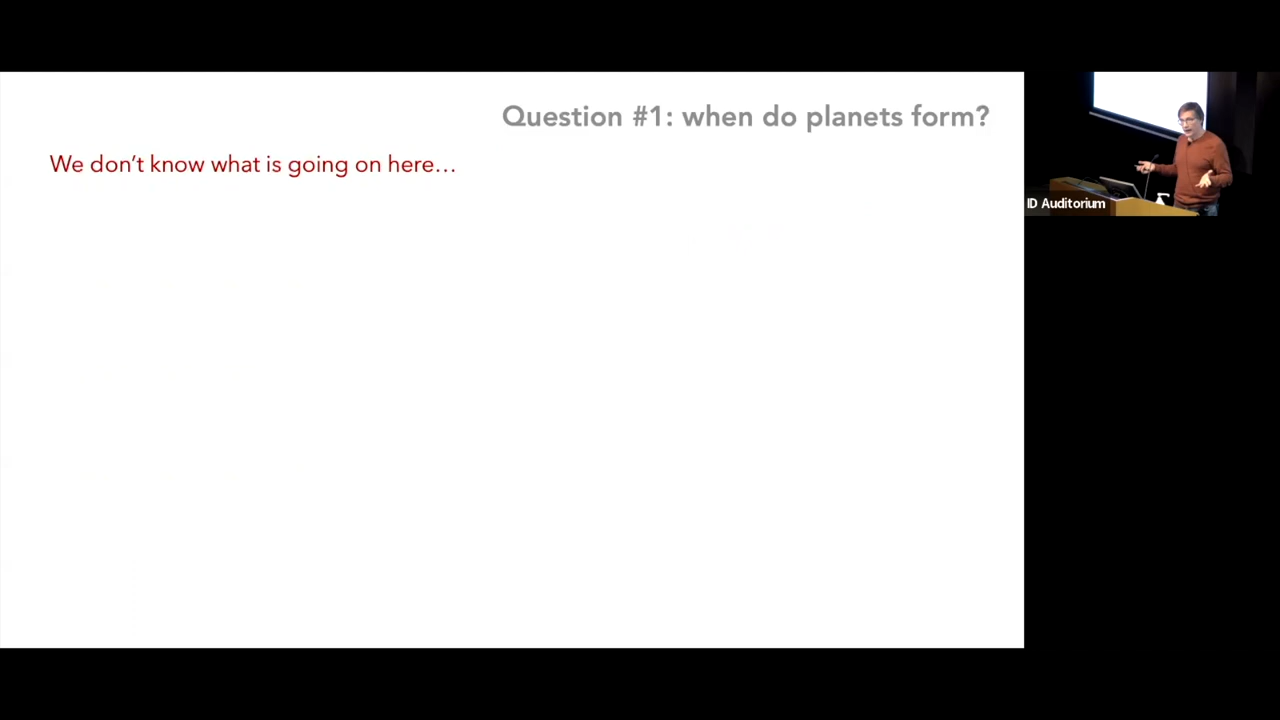 Question #1: when do planets form?
We don't know what is going on here…
ID Auditorium